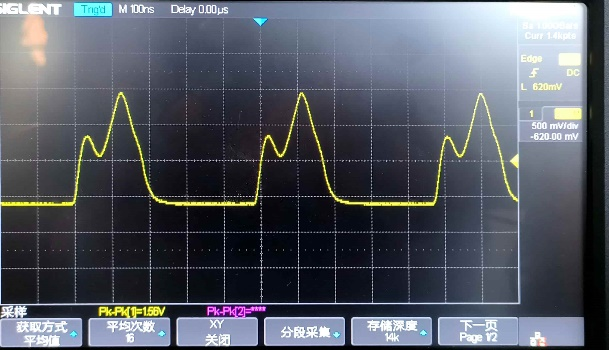 SIGLENT Trig'd M 100ns Delay 0.00µs
Curr 1.4kpts
Edge
DC
L 620mV
1
500 mV/div
-620.00 mV
采样 Pk-Pk[1]=1.56V Pk-Pk[2]=****
获取方式 平均次数 XY 分段采集 存储深度 下一页
平均值 16 关闭 14k Page 1/2